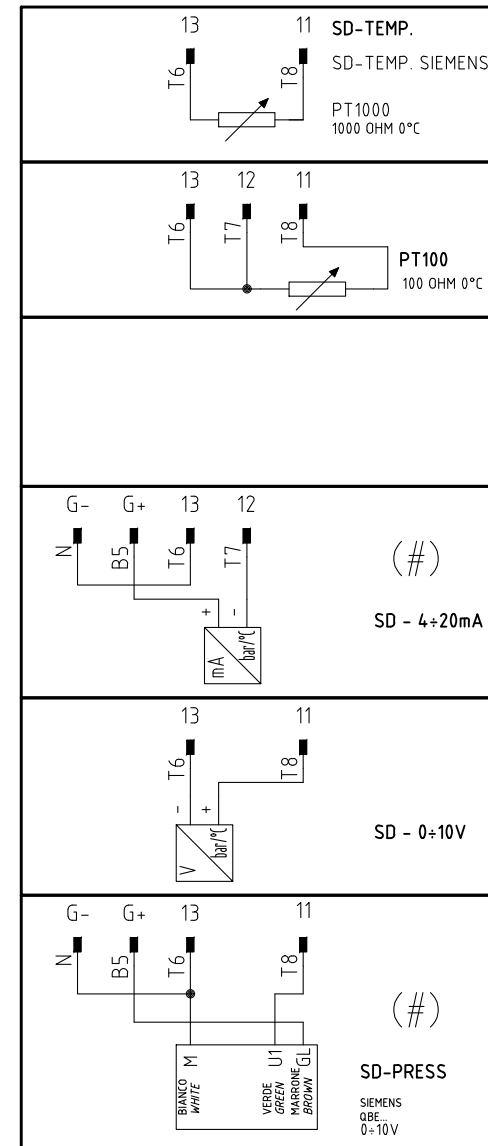 13 11 SD-TEMP.
T6 T8 SD-TEMP. SIEMENS
PT1000
1000 OHM 0°C
13 12 11
T6 T7 T8
PT100
100 OHM 0°C
G- G+ 13 12
N B5 T6 T7
(#)
+ -
SD - 4÷20mA
mA bar/°C
13 11
T6 T8
- +
SD - 0÷10V
V bar/°C
G- G+ 13 11
N B5 T6 T8
(#)
M U1 GL
BIANCO
WHITE
VERDE
GREEN
MARRONE
BROWN
SD-PRESS
SIEMENS
QBE...
0÷10V